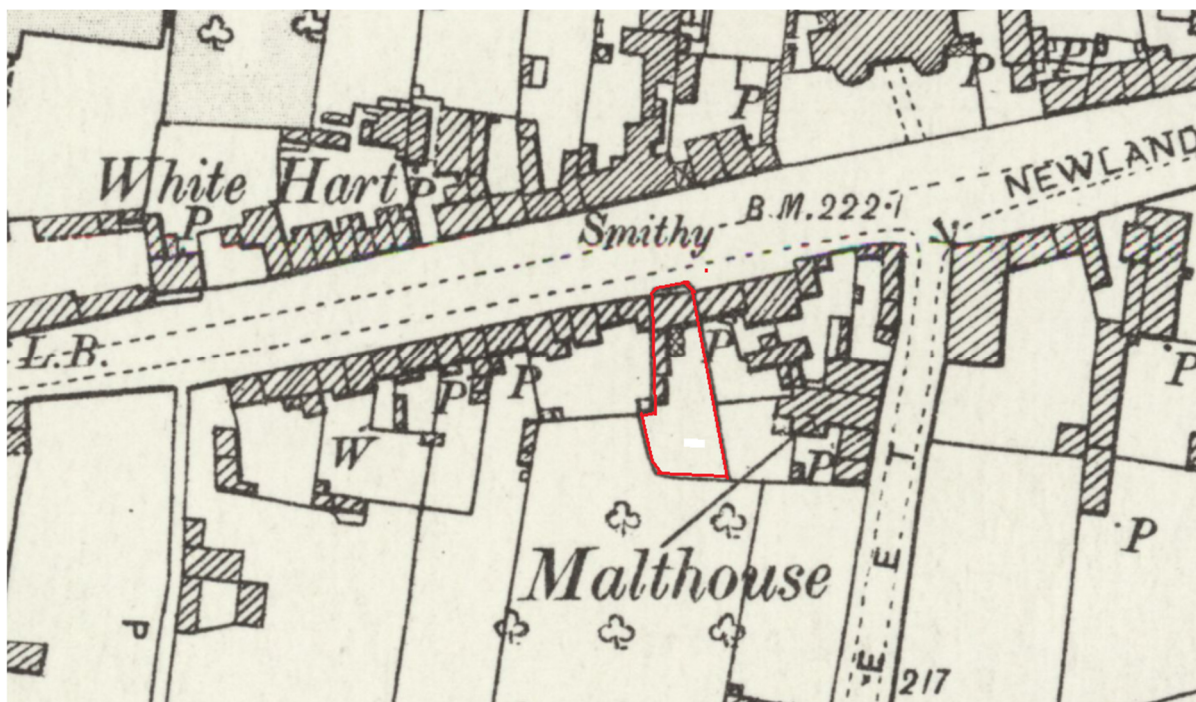 P
P
P
White Hart
P
P
NEWLAND
B.M. 222·1
Smithy
L.B.
P
P
P
P
W
P
Malthouse
P
P
E T
E
217